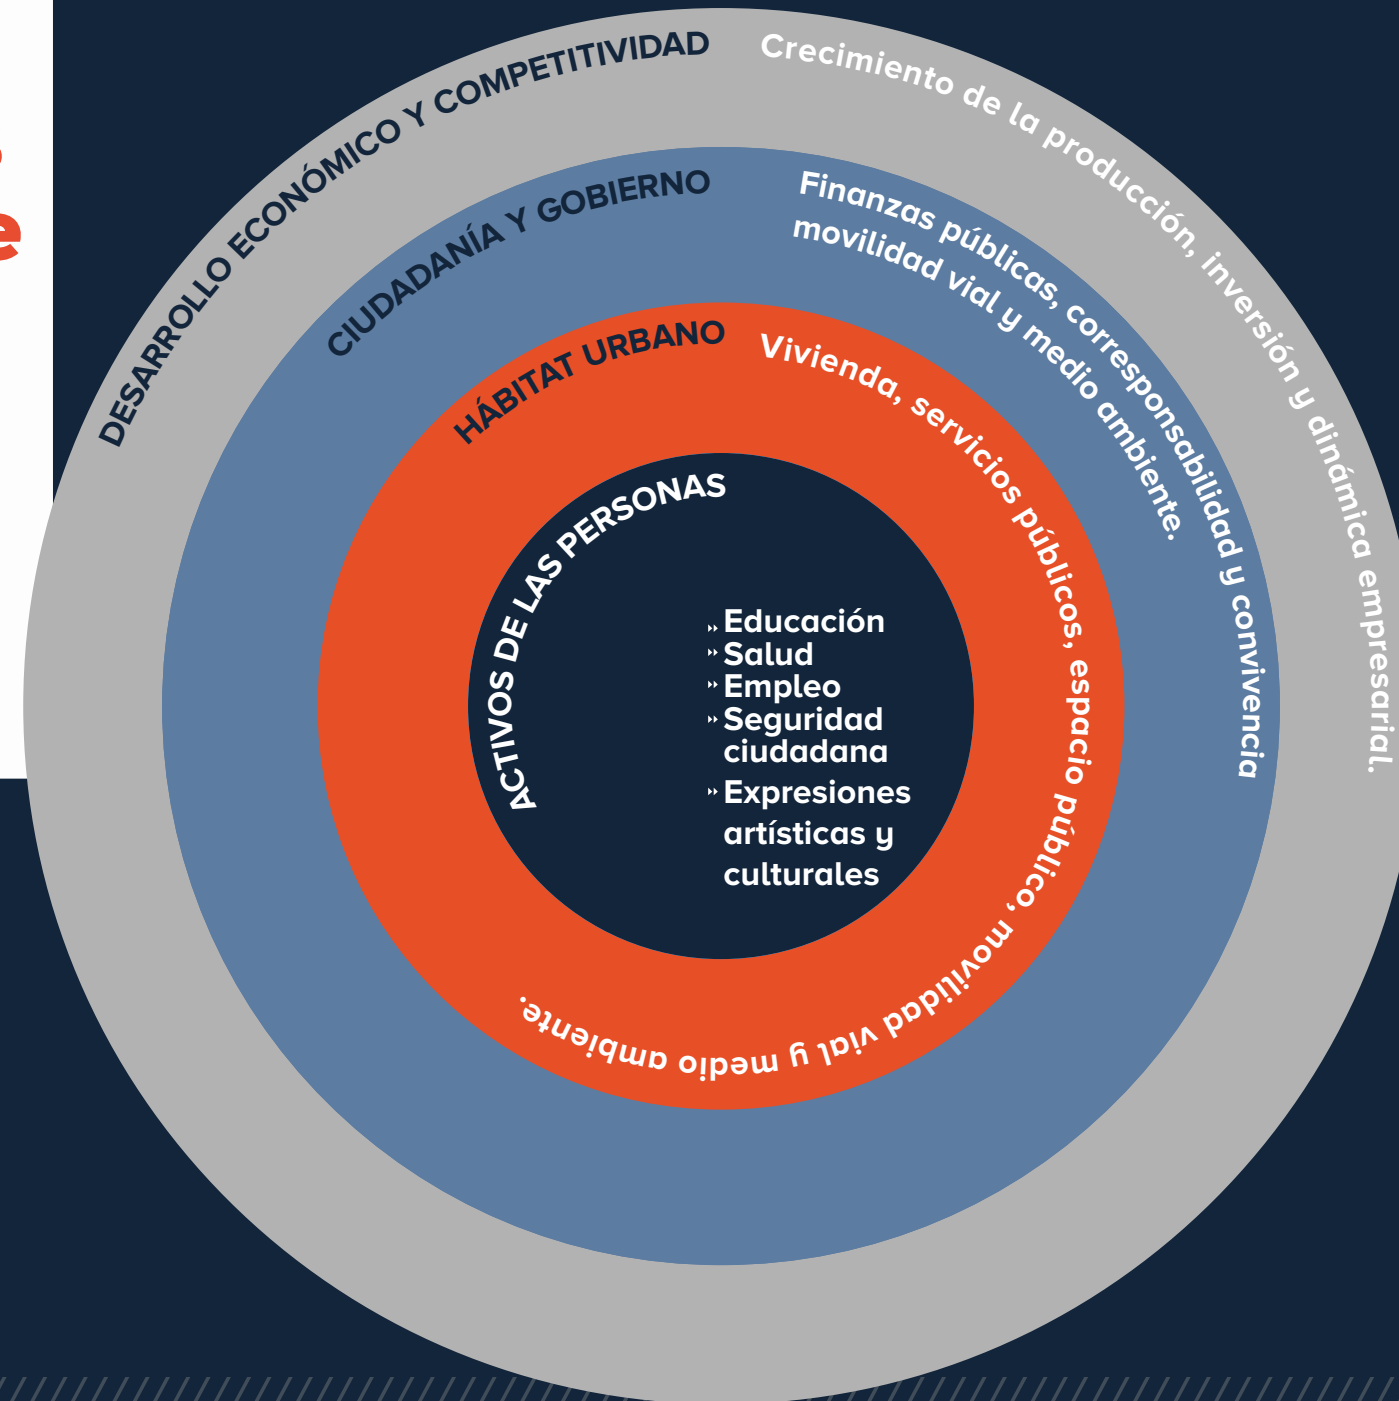 DESARROLLO ECONÓMICO Y COMPETITIVIDAD
Crecimiento de la producción, inversión y dinámica empresarial.
CIUDADANÍA Y GOBIERNO
Finanzas públicas, corresponsabilidad y convivencia
movilidad vial y medio ambiente.
HÁBITAT URBANO
Vivienda, servicios públicos, espacio público, movilidad vial y medio ambiente.
ACTIVOS DE LAS PERSONAS
Educación
Salud
Empleo
Seguridad
ciudadana
Expresiones
artísticas y
culturales